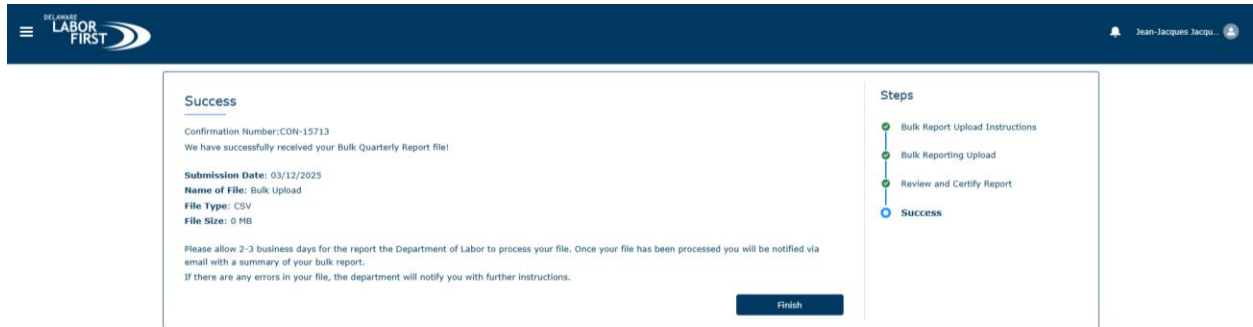 DELAWARE
LABOR
FIRST
Jean-Jacques Jacqu...
Success
Confirmation Number:CON-15713
We have successfully received your Bulk Quarterly Report file!
Submission Date: 03/12/2025
Name of File: Bulk Upload
File Type: CSV
File Size: 0 MB
Please allow 2-3 business days for the report the Department of Labor to process your file. Once your file has been processed you will be notified via
email with a summary of your bulk report.
If there are any errors in your file, the department will notify you with further instructions.
Finish
Steps
Bulk Report Upload Instructions
Bulk Reporting Upload
Review and Certify Report
Success